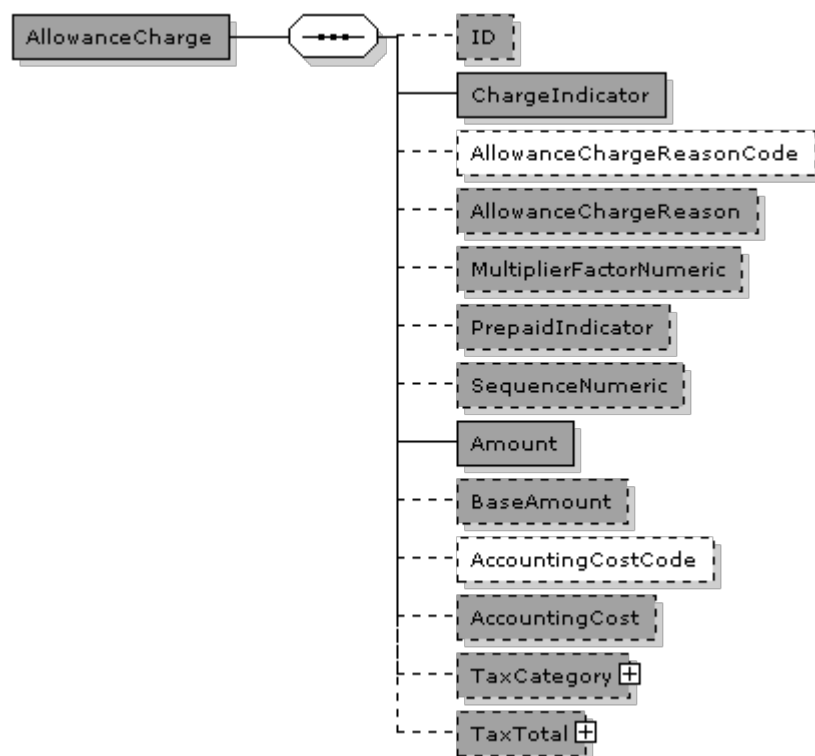 AllowanceCharge
ID
ChargeIndicator
AllowanceChargeReasonCode
AllowanceChargeReason
MultiplierFactorNumeric
PrepaidIndicator
SequenceNumeric
Amount
BaseAmount
AccountingCostCode
AccountingCost
TaxCategory
TaxTotal